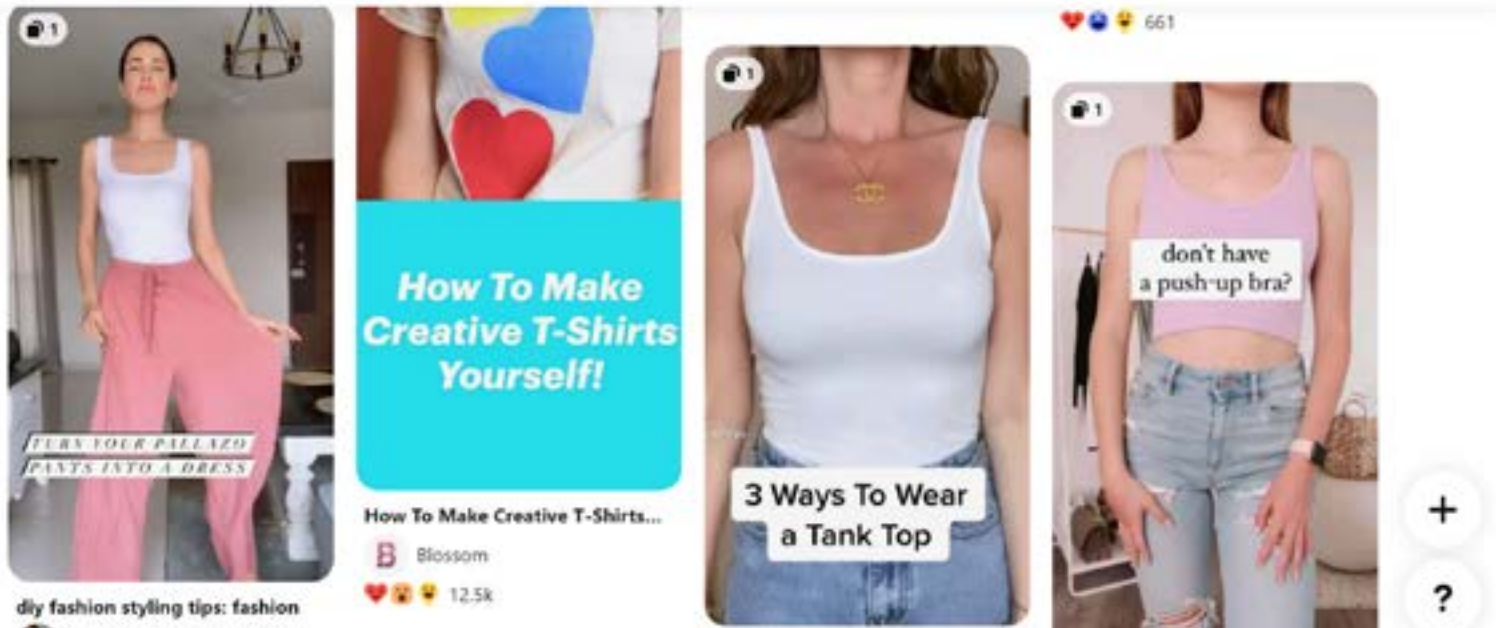 1
TURN YOUR PALLAZO
PANTS INTO A DRESS
diy fashion styling tips: fashion
How To Make
Creative T-Shirts
Yourself!
How To Make Creative T-Shirts...
B
Blossom
12.5k
1
3 Ways To Wear
a Tank Top
661
1
don't have
a push-up bra?
+
?